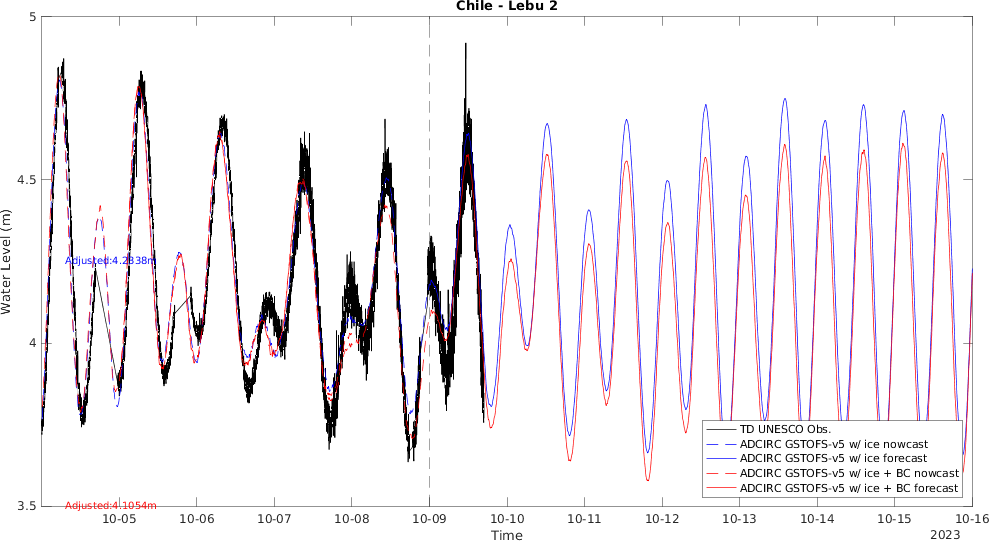 Chile - Lebu 2
5
4.5
4
3.5
Water Level (m)
Adjusted:4.2338m
Adjusted:4.1054m
TD UNESCO Obs.
ADCIRC GSTOFS-v5 w/ ice nowcast
ADCIRC GSTOFS-v5 w/ ice forecast
ADCIRC GSTOFS-v5 w/ ice + BC nowcast
ADCIRC GSTOFS-v5 w/ ice + BC forecast
10-05 10-06 10-07 10-08 10-09 10-10 10-11 10-12 10-13 10-14 10-15 10-16
Time
2023